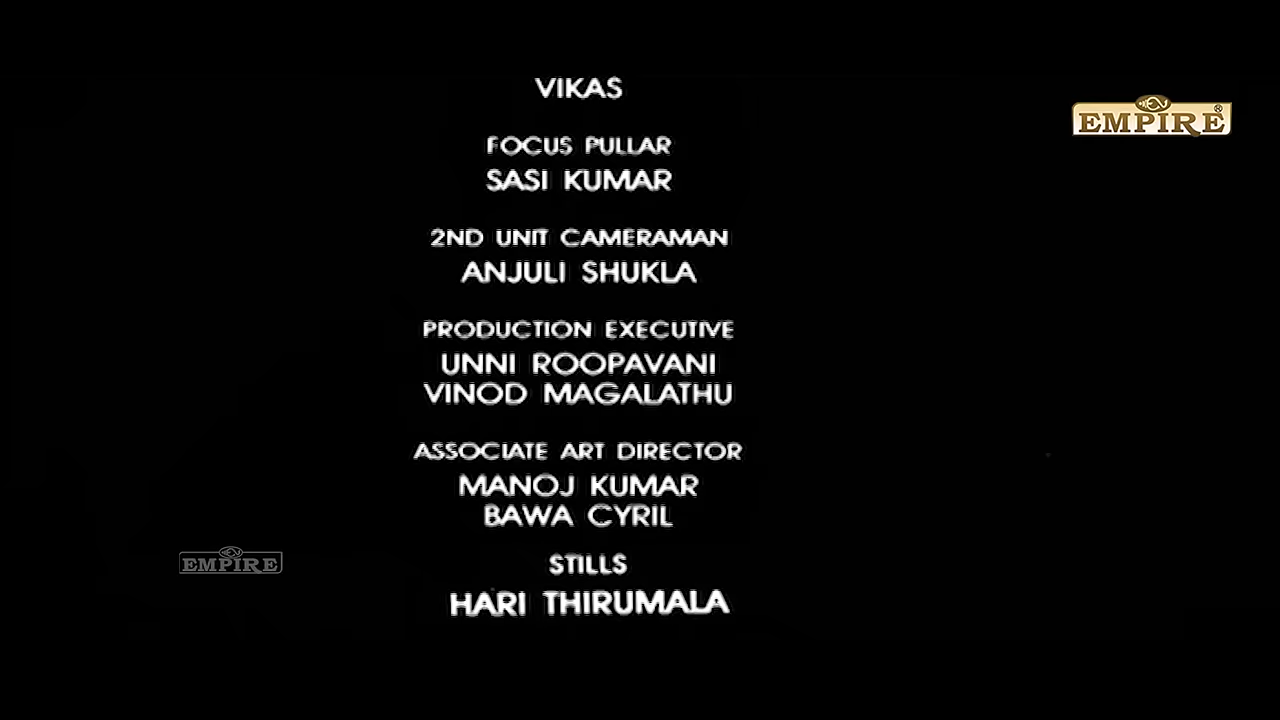 VIKAS
EMPIRE®
FOCUS PULLAR
SASI KUMAR
2ND UNIT CAMERAMAN
ANJULI SHUKLA
PRODUCTION EXECUTIVE
UNNI ROOPAVANI
VINOD MAGALATHU
ASSOCIATE ART DIRECTOR
MANOJ KUMAR
BAWA CYRIL
STILLS
EMPIRE
HARI THIRUMALA